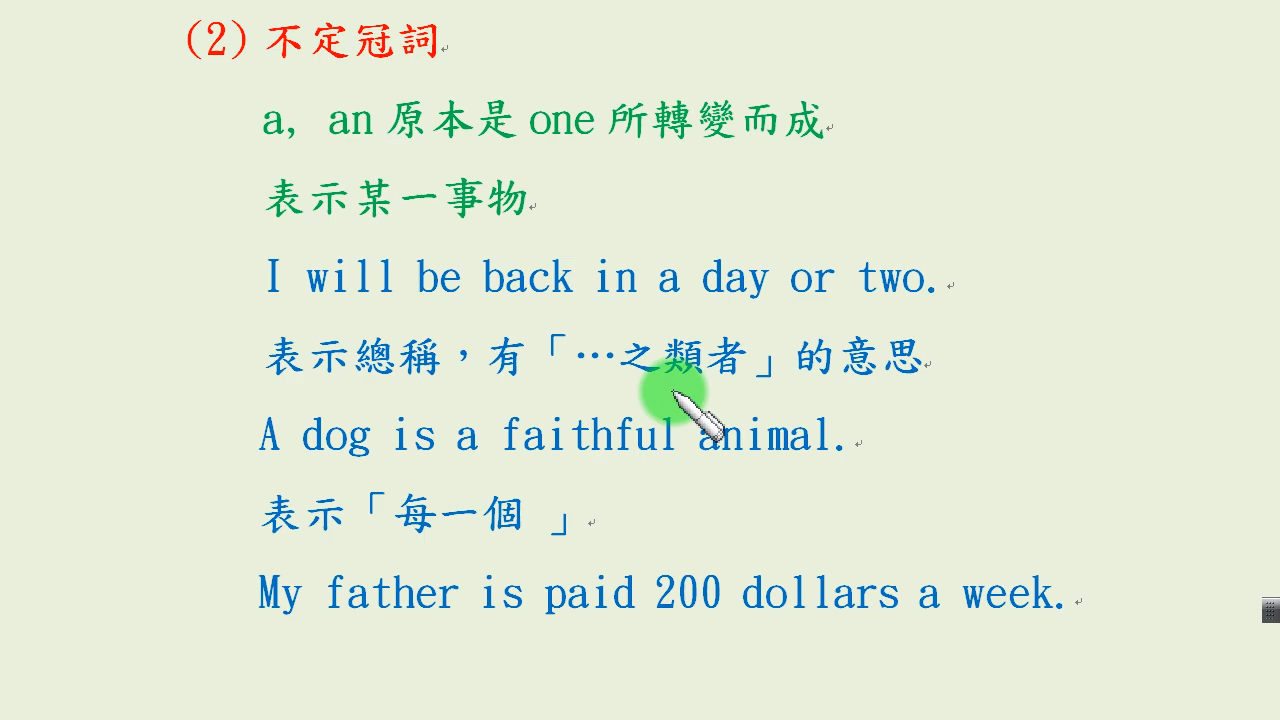 (2) 不定冠詞
a, an 原本是 one 所轉變而成
表示某一事物
I will be back in a day or two.
表示總稱，有「…之類者」的意思
A dog is a faithful animal.
表示「每一個 」
My father is paid 200 dollars a week.